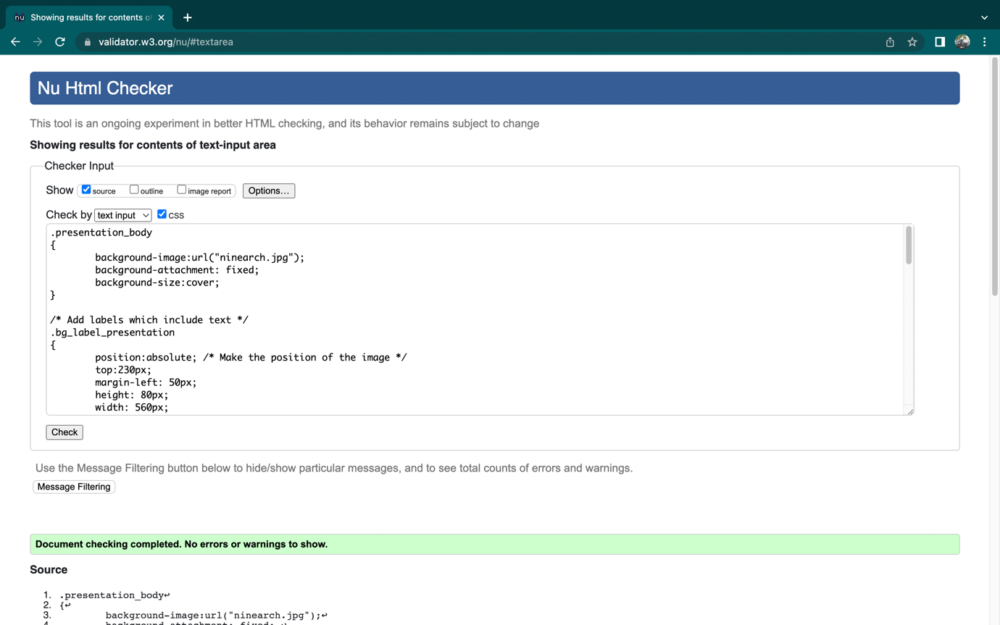 Showing results for contents of
validator.w3.org/nu/#textarea
Nu Html Checker
This tool is an ongoing experiment in better HTML checking, and its behavior remains subject to change
Showing results for contents of text-input area
Checker Input
Show source outline image report Options…
Check by text input CSS
.presentation_body
{
background-image:url("ninearch.jpg");
background-attachment: fixed;
background-size:cover;
}
/* Add labels which include text */
.bg_label_presentation
{
position:absolute; /* Make the position of the image */
top:230px;
margin-left: 50px;
height: 80px;
width: 560px;
Check
Use the Message Filtering button below to hide/show particular messages, and to see total counts of errors and warnings.
Message Filtering
Document checking completed. No errors or warnings to show.
Source
1. .presentation_body↩
2. {↩
3. background-image:url("ninearch.jpg");↩
4. background-attachment: fixed;↩